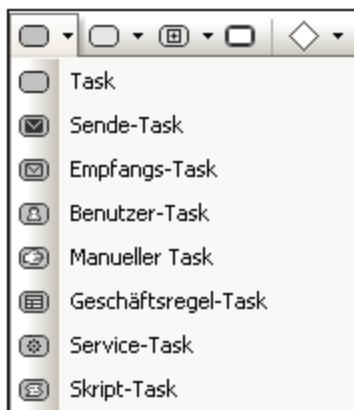 Task
Sende-Task
Empfangs-Task
Benutzer-Task
Manueller Task
Geschäftsregel-Task
Service-Task
Skript-Task